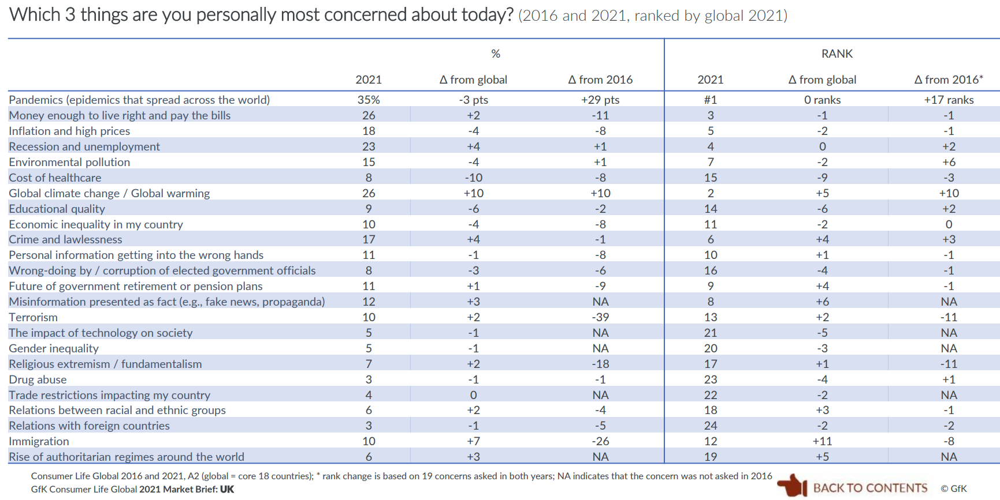 Which 3 things are you personally most concerned about today? (2016 and 2021, ranked by global 2021)
% RANK
2021 Δ from global Δ from 2016 2021 Δ from global Δ from 2016*
Pandemics (epidemics that spread across the world) 35% -3 pts +29 pts #1 0 ranks +17 ranks
Money enough to live right and pay the bills 26 +2 -11 3 -1 -1
Inflation and high prices 18 -4 -8 5 -2 -1
Recession and unemployment 23 +4 +1 4 0 +2
Environmental pollution 15 -4 +1 7 -2 +6
Cost of healthcare 8 -10 -8 15 -9 -3
Global climate change / Global warming 26 +10 +10 2 +5 +10
Educational quality 9 -6 -2 14 -6 +2
Economic inequality in my country 10 -4 -8 11 -2 0
Crime and lawlessness 17 +4 -1 6 +4 +3
Personal information getting into the wrong hands 11 -1 -8 10 +1 -1
Wrong-doing by / corruption of elected government officials 8 -3 -6 16 -4 -1
Future of government retirement or pension plans 11 +1 -9 9 +4 -1
Misinformation presented as fact (e.g., fake news, propaganda) 12 +3 NA 8 +6 NA
Terrorism 10 +2 -39 13 +2 -11
The impact of technology on society 5 -1 NA 21 -5 NA
Gender inequality 5 -1 NA 20 -3 NA
Religious extremism / fundamentalism 7 +2 -18 17 +1 -11
Drug abuse 3 -1 -1 23 -4 +1
Trade restrictions impacting my country 4 0 NA 22 -2 NA
Relations between racial and ethnic groups 6 +2 -4 18 +3 -1
Relations with foreign countries 3 -1 -5 24 -2 -2
Immigration 10 +7 -26 12 +11 -8
Rise of authoritarian regimes around the world 6 +3 NA 19 +5 NA
Consumer Life Global 2016 and 2021, A2 (global = core 18 countries); * rank change is based on 19 concerns asked in both years; NA indicates that the concern was not asked in 2016
GfK Consumer Life Global 2021 Market Brief: UK
BACK TO CONTENTS © GfK